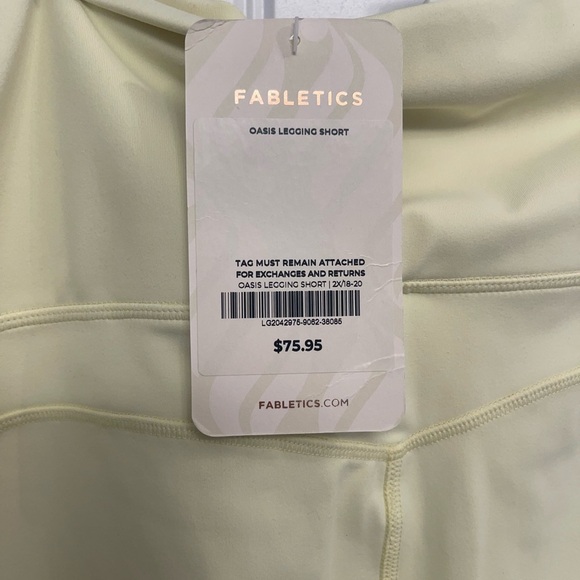 FABLETICS
OASIS LEGGING SHORT
TAG MUST REMAIN ATTACHED
FOR EXCHANGES AND RETURNS
OASIS LEGGING SHORT | 2X/18-20
LG2042975-9062-38085
$75.95
FABLETICS.COM